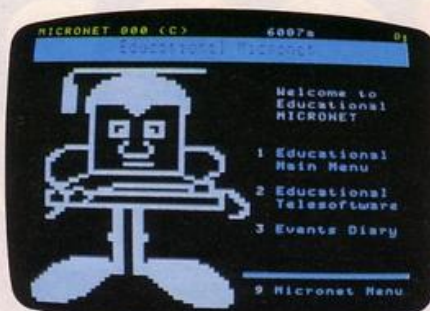 MICRONET 800 (C) 6007a 0p
Educational Micronet
Welcome to
Educational
MICRONET
1 Educational
Main Menu
2 Educational
Telesoftware
3 Events Diary
9 Micronet Menu